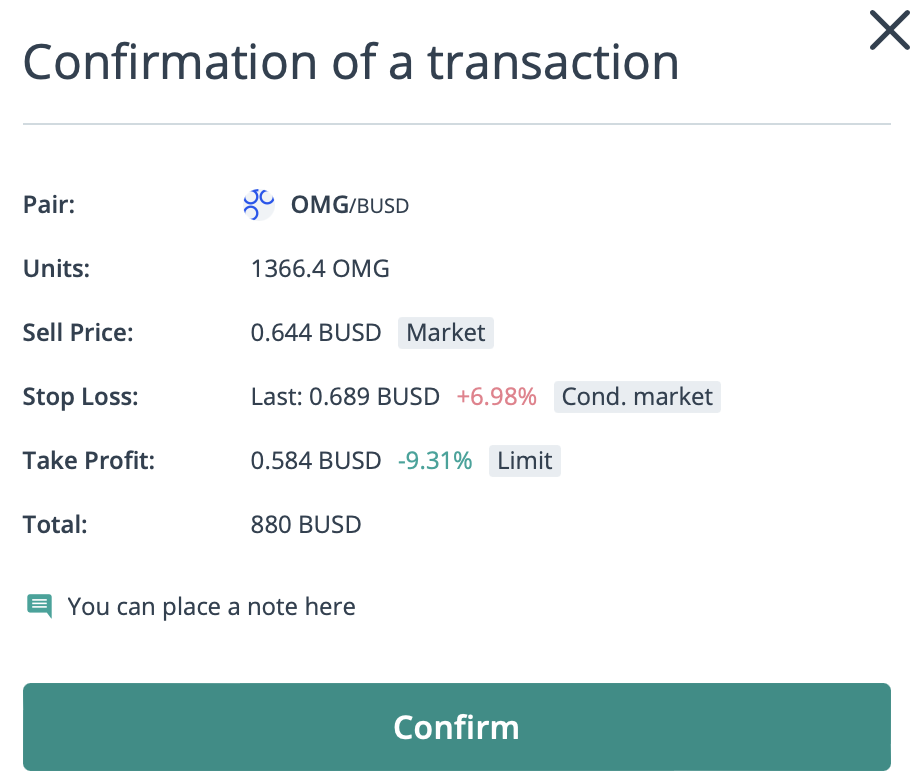 Confirmation of a transaction
Pair: OMG/BUSD
Units: 1366.4 OMG
Sell Price: 0.644 BUSD Market
Stop Loss: Last: 0.689 BUSD +6.98% Cond. market
Take Profit: 0.584 BUSD -9.31% Limit
Total: 880 BUSD
You can place a note here
Confirm